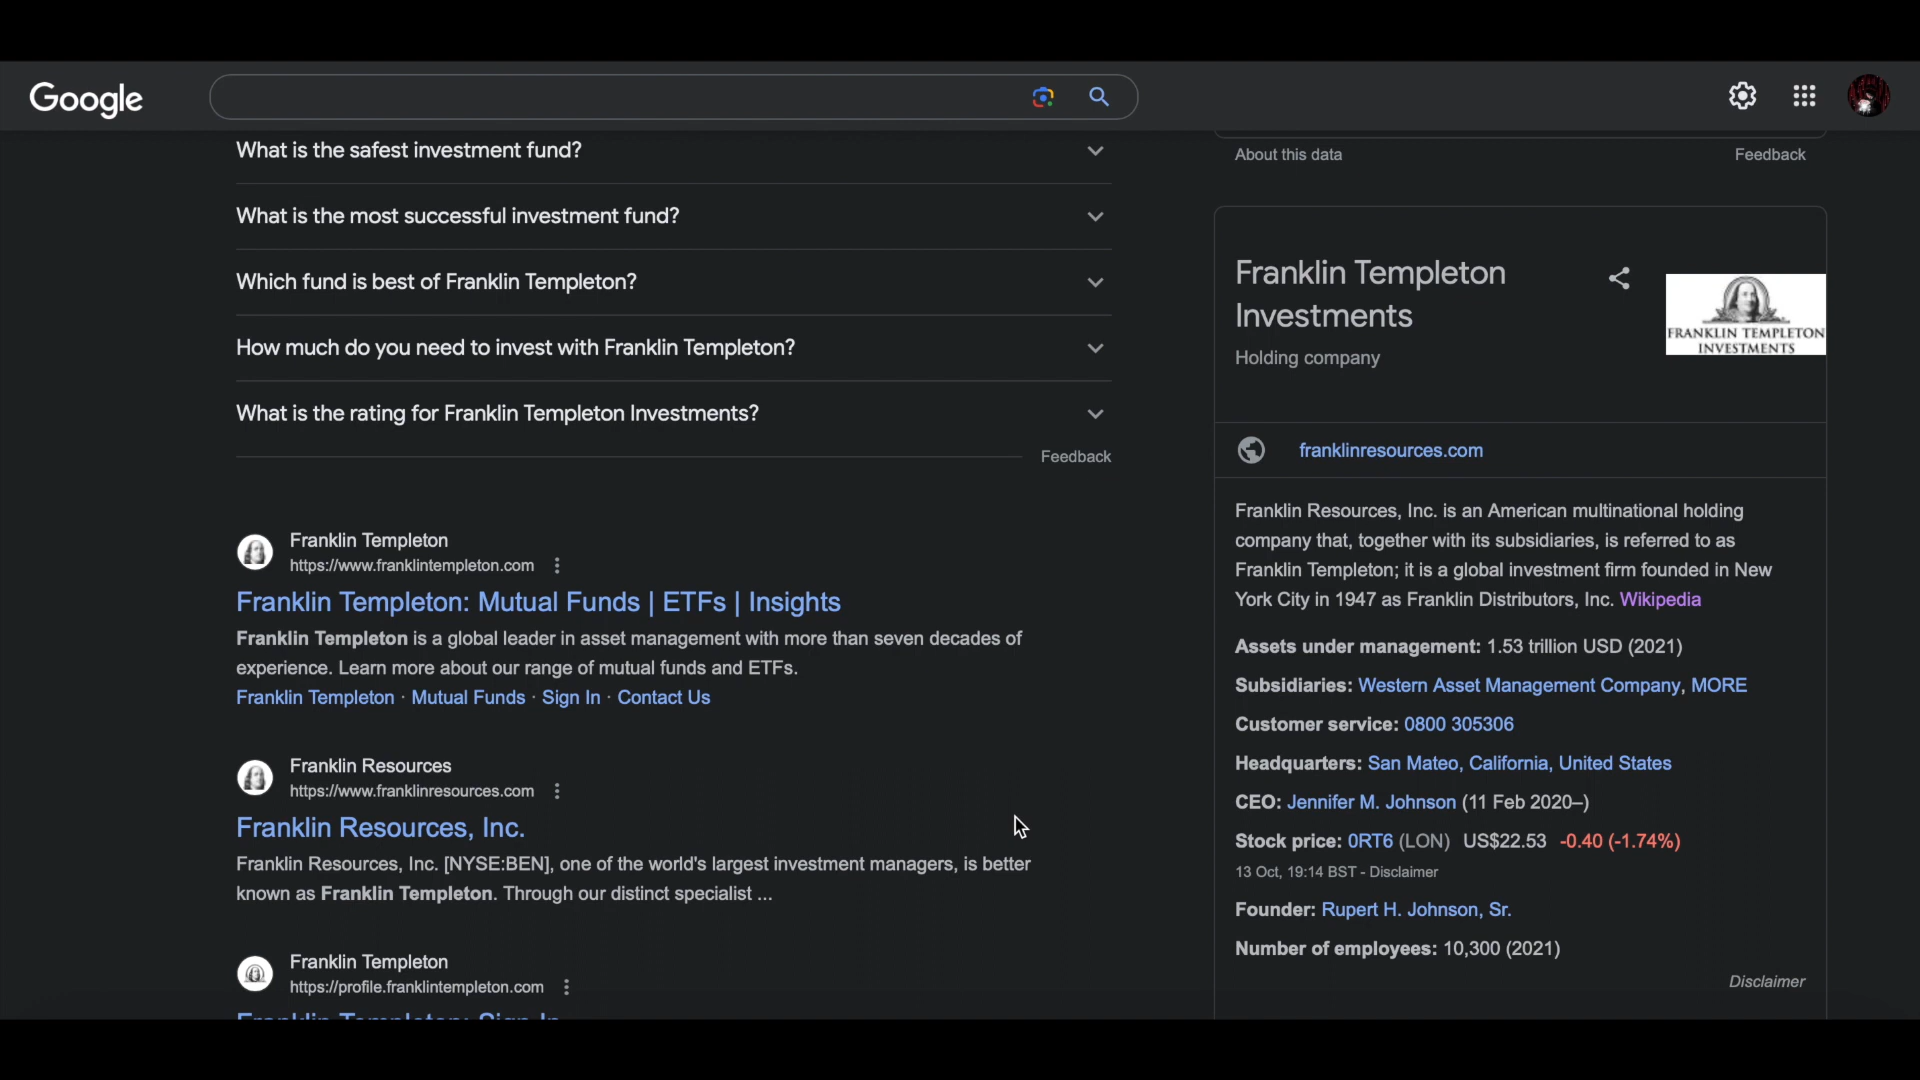 Google
What is the safest investment fund?
What is the most successful investment fund?
Which fund is best of Franklin Templeton?
How much do you need to invest with Franklin Templeton?
What is the rating for Franklin Templeton Investments?
Feedback
Franklin Templeton
https://www.franklintempleton.com
Franklin Templeton: Mutual Funds | ETFs | Insights
Franklin Templeton is a global leader in asset management with more than seven decades of
experience. Learn more about our range of mutual funds and ETFs.
Franklin Templeton · Mutual Funds · Sign In · Contact Us
Franklin Resources
https://www.franklinresources.com
Franklin Resources, Inc.
Franklin Resources, Inc. [NYSE:BEN], one of the world's largest investment managers, is better
known as Franklin Templeton. Through our distinct specialist ...
Franklin Templeton
https://profile.franklintempleton.com
Franklin Templeton: Sign In
About this data
Feedback
Franklin Templeton
Investments
Holding company
FRANKLIN TEMPLETON
INVESTMENTS
franklinresources.com
Franklin Resources, Inc. is an American multinational holding
company that, together with its subsidiaries, is referred to as
Franklin Templeton; it is a global investment firm founded in New
York City in 1947 as Franklin Distributors, Inc. Wikipedia
Assets under management: 1.53 trillion USD (2021)
Subsidiaries: Western Asset Management Company, MORE
Customer service: 0800 305306
Headquarters: San Mateo, California, United States
CEO: Jennifer M. Johnson (11 Feb 2020–)
Stock price: 0RT6 (LON) US$22.53 -0.40 (-1.74%)
13 Oct, 19:14 BST - Disclaimer
Founder: Rupert H. Johnson, Sr.
Number of employees: 10,300 (2021)
Disclaimer